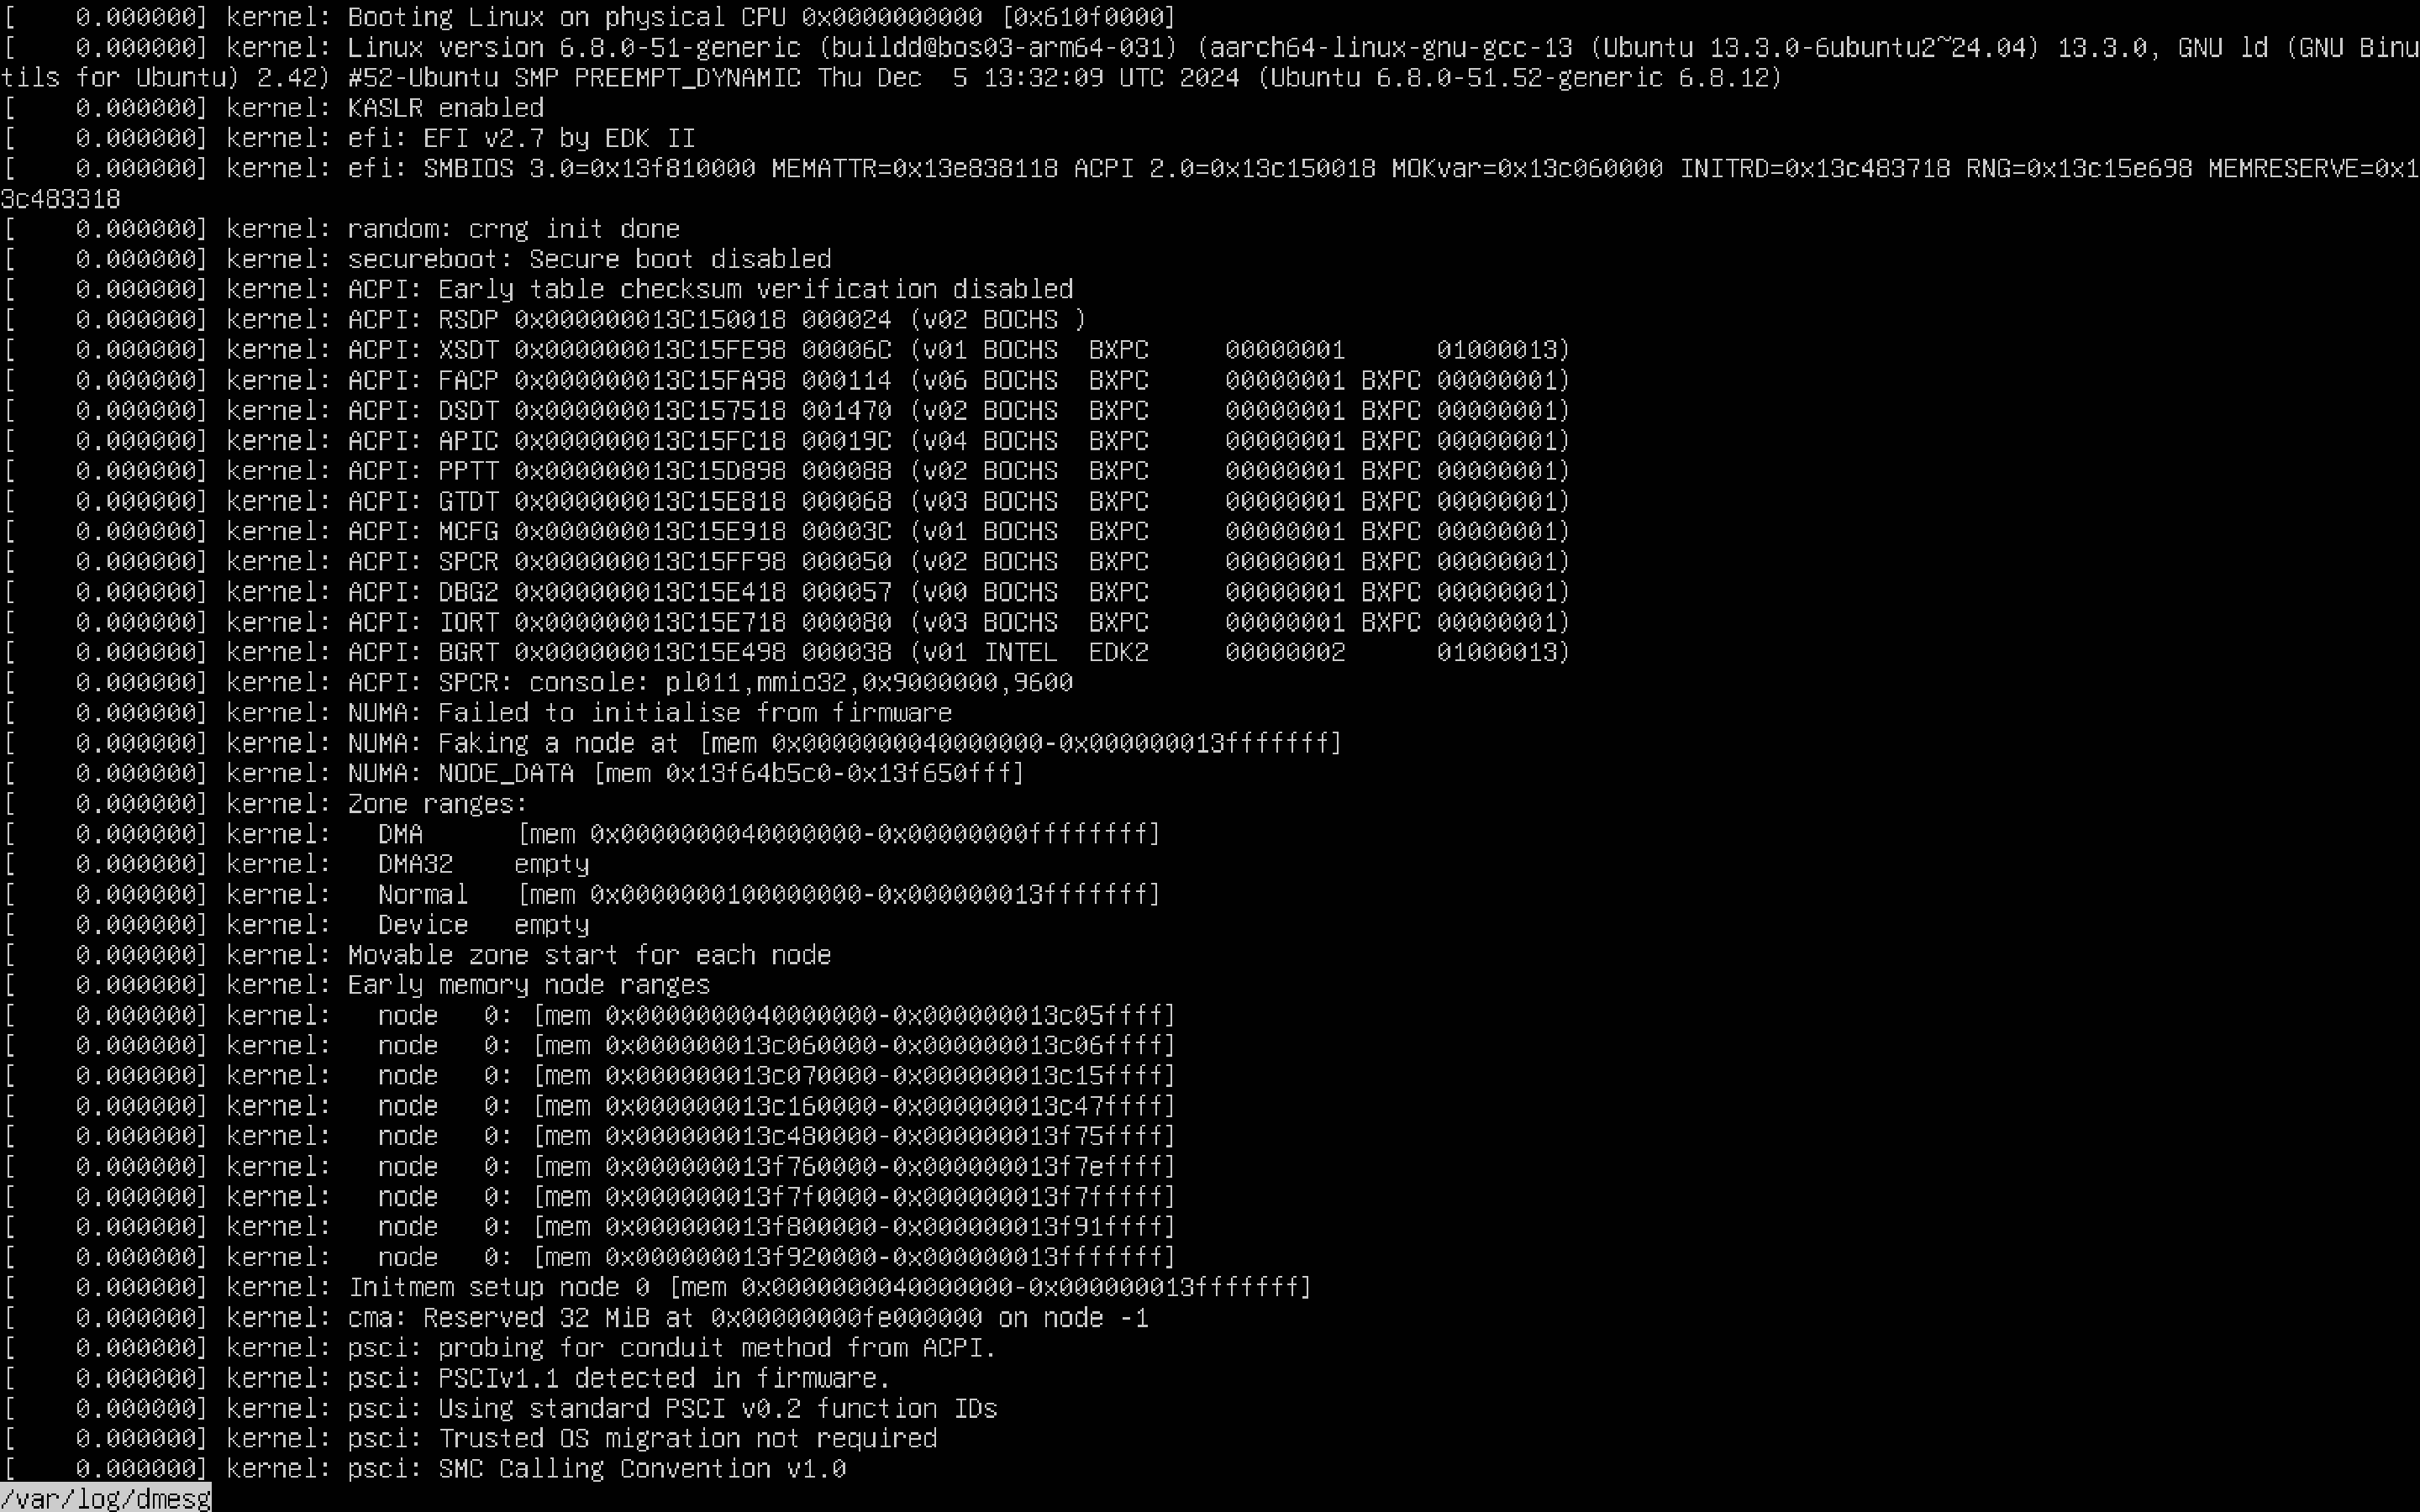 [    0.000000] kernel: Booting Linux on physical CPU 0x0000000000 [0x610f0000]
[    0.000000] kernel: Linux version 6.8.0-51-generic (buildd@bos03-arm64-031) (aarch64-linux-gnu-gcc-13 (Ubuntu 13.3.0-6ubuntu2~24.04) 13.3.0, GNU ld (GNU Binu
tils for Ubuntu) 2.42) #52-Ubuntu SMP PREEMPT_DYNAMIC Thu Dec  5 13:32:09 UTC 2024 (Ubuntu 6.8.0-51.52-generic 6.8.12)
[    0.000000] kernel: KASLR enabled
[    0.000000] kernel: efi: EFI v2.7 by EDK II
[    0.000000] kernel: efi: SMBIOS 3.0=0x13f810000 MEMATTR=0x13e838118 ACPI 2.0=0x13c150018 MOKvar=0x13c060000 INITRD=0x13c483718 RNG=0x13c15e698 MEMRESERVE=0x1
3c483318
[    0.000000] kernel: random: crng init done
[    0.000000] kernel: secureboot: Secure boot disabled
[    0.000000] kernel: ACPI: Early table checksum verification disabled
[    0.000000] kernel: ACPI: RSDP 0x000000013C150018 000024 (v02 BOCHS )
[    0.000000] kernel: ACPI: XSDT 0x000000013C15FE98 00006C (v01 BOCHS  BXPC     00000001      01000013)
[    0.000000] kernel: ACPI: FACP 0x000000013C15FA98 000114 (v06 BOCHS  BXPC     00000001 BXPC 00000001)
[    0.000000] kernel: ACPI: DSDT 0x000000013C157518 001470 (v02 BOCHS  BXPC     00000001 BXPC 00000001)
[    0.000000] kernel: ACPI: APIC 0x000000013C15FC18 00019C (v04 BOCHS  BXPC     00000001 BXPC 00000001)
[    0.000000] kernel: ACPI: PPTT 0x000000013C15D898 000088 (v02 BOCHS  BXPC     00000001 BXPC 00000001)
[    0.000000] kernel: ACPI: GTDT 0x000000013C15E818 000068 (v03 BOCHS  BXPC     00000001 BXPC 00000001)
[    0.000000] kernel: ACPI: MCFG 0x000000013C15E918 00003C (v01 BOCHS  BXPC     00000001 BXPC 00000001)
[    0.000000] kernel: ACPI: SPCR 0x000000013C15FF98 000050 (v02 BOCHS  BXPC     00000001 BXPC 00000001)
[    0.000000] kernel: ACPI: DBG2 0x000000013C15E418 000057 (v00 BOCHS  BXPC     00000001 BXPC 00000001)
[    0.000000] kernel: ACPI: IORT 0x000000013C15E718 000080 (v03 BOCHS  BXPC     00000001 BXPC 00000001)
[    0.000000] kernel: ACPI: BGRT 0x000000013C15E498 000038 (v01 INTEL  EDK2     00000002      01000013)
[    0.000000] kernel: ACPI: SPCR: console: pl011,mmio32,0x9000000,9600
[    0.000000] kernel: NUMA: Failed to initialise from firmware
[    0.000000] kernel: NUMA: Faking a node at [mem 0x0000000040000000-0x000000013fffffff]
[    0.000000] kernel: NUMA: NODE_DATA [mem 0x13f64b5c0-0x13f650fff]
[    0.000000] kernel: Zone ranges:
[    0.000000] kernel:   DMA      [mem 0x0000000040000000-0x00000000ffffffff]
[    0.000000] kernel:   DMA32    empty
[    0.000000] kernel:   Normal   [mem 0x0000000100000000-0x000000013fffffff]
[    0.000000] kernel:   Device   empty
[    0.000000] kernel: Movable zone start for each node
[    0.000000] kernel: Early memory node ranges
[    0.000000] kernel:   node   0: [mem 0x0000000040000000-0x000000013c05ffff]
[    0.000000] kernel:   node   0: [mem 0x000000013c060000-0x000000013c06ffff]
[    0.000000] kernel:   node   0: [mem 0x000000013c070000-0x000000013c15ffff]
[    0.000000] kernel:   node   0: [mem 0x000000013c160000-0x000000013c47ffff]
[    0.000000] kernel:   node   0: [mem 0x000000013c480000-0x000000013f75ffff]
[    0.000000] kernel:   node   0: [mem 0x000000013f760000-0x000000013f7effff]
[    0.000000] kernel:   node   0: [mem 0x000000013f7f0000-0x000000013f7fffff]
[    0.000000] kernel:   node   0: [mem 0x000000013f800000-0x000000013f91ffff]
[    0.000000] kernel:   node   0: [mem 0x000000013f920000-0x000000013fffffff]
[    0.000000] kernel: Initmem setup node 0 [mem 0x0000000040000000-0x000000013fffffff]
[    0.000000] kernel: cma: Reserved 32 MiB at 0x00000000fe000000 on node -1
[    0.000000] kernel: psci: probing for conduit method from ACPI.
[    0.000000] kernel: psci: PSCIv1.1 detected in firmware.
[    0.000000] kernel: psci: Using standard PSCI v0.2 function IDs
[    0.000000] kernel: psci: Trusted OS migration not required
[    0.000000] kernel: psci: SMC Calling Convention v1.0
/var/log/dmesg